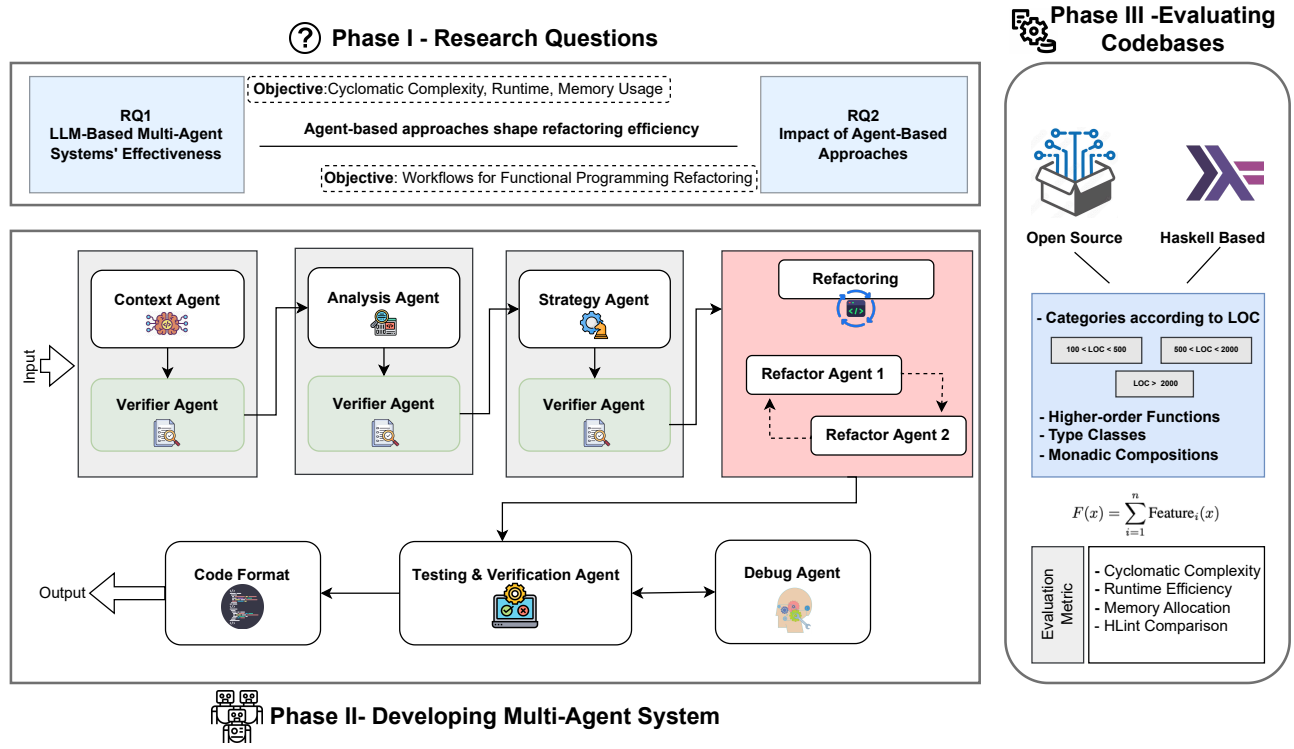 Phase I - Research Questions
RQ1
LLM-Based Multi-Agent
Systems' Effectiveness
Objective:Cyclomatic Complexity, Runtime, Memory Usage
Agent-based approaches shape refactoring efficiency
Objective: Workflows for Functional Programming Refactoring
RQ2
Impact of Agent-Based
Approaches
Input
Context Agent
Verifier Agent
Analysis Agent
Verifier Agent
Strategy Agent
Verifier Agent
Refactoring
Refactor Agent 1
Refactor Agent 2
Output
Code Format
Testing & Verification Agent
Debug Agent
Phase II- Developing Multi-Agent System
Phase III -Evaluating
Codebases
Open Source
Haskell Based
- Categories according to LOC
100 < LOC < 500
500 < LOC < 2000
LOC > 2000
- Higher-order Functions
- Type Classes
- Monadic Compositions
F(x) = \sum_{i=1}^{n} Feature_i(x)
Evaluation
Metric
- Cyclomatic Complexity
- Runtime Efficiency
- Memory Allocation
- HLint Comparison